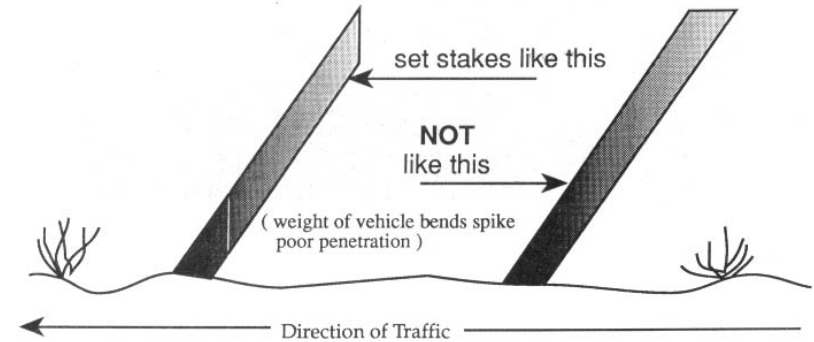 set stakes like this
NOT
like this
( weight of vehicle bends spike
poor penetration )
Direction of Traffic